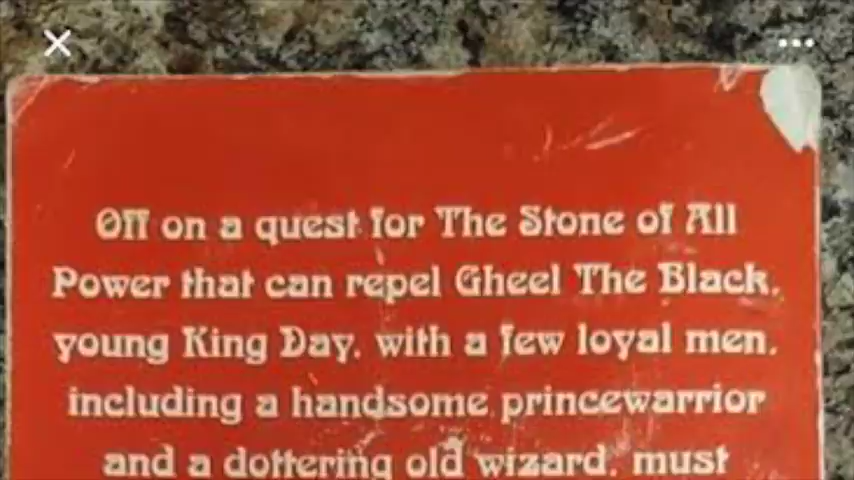 Off on a quest for The Stone of All
Power that can repel Gheel The Black,
young King Day, with a few loyal men,
including a handsome princewarrior
and a dottering old wizard, must